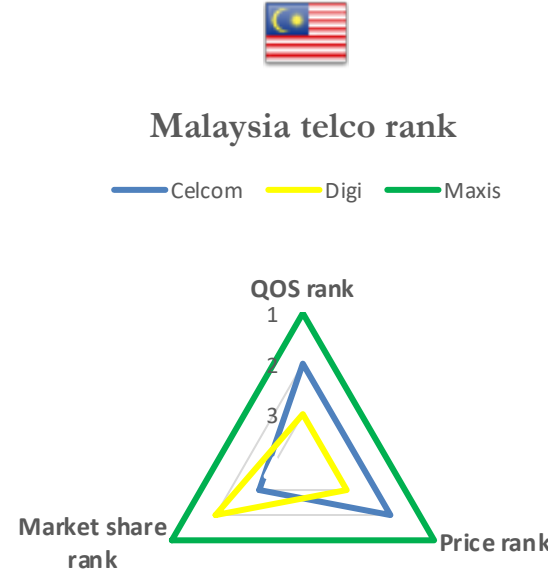 Malaysia telco rank
Celcom Digi Maxis
QOS rank
1
2
3
Market share
rank
Price rank